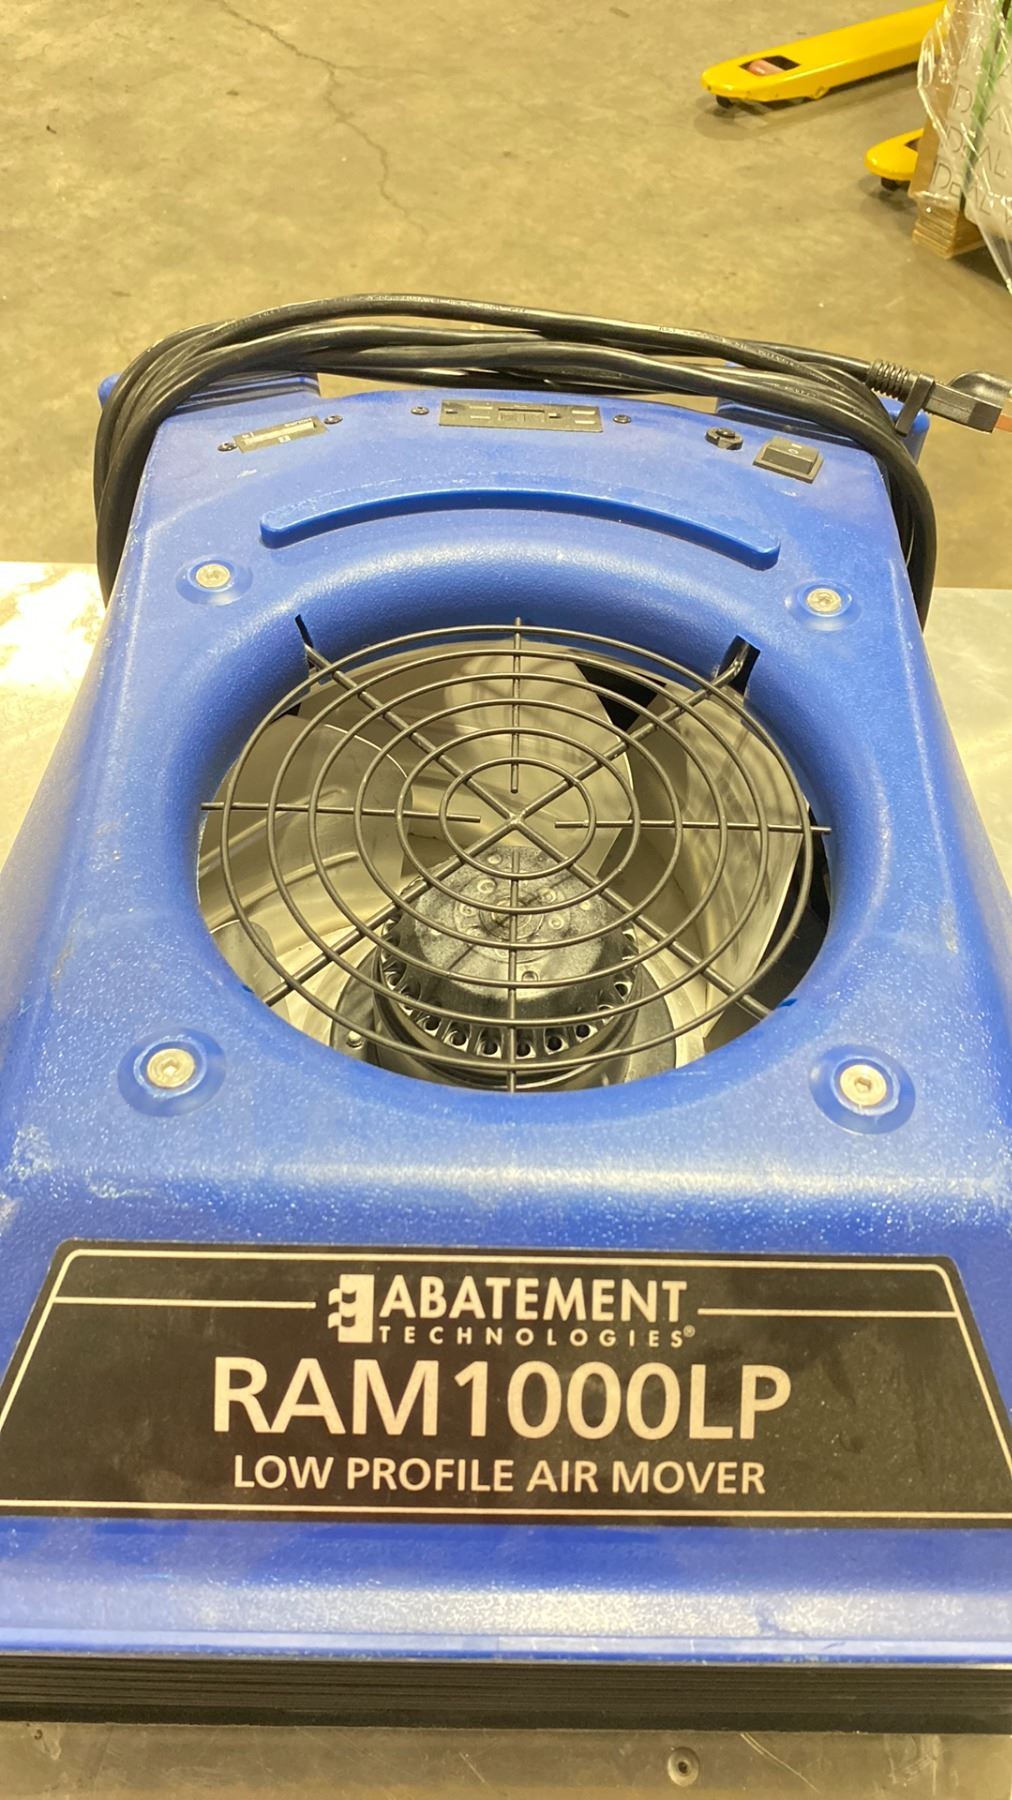 ABATEMENT
TECHNOLOGIES®
RAM1000LP
LOW PROFILE AIR MOVER